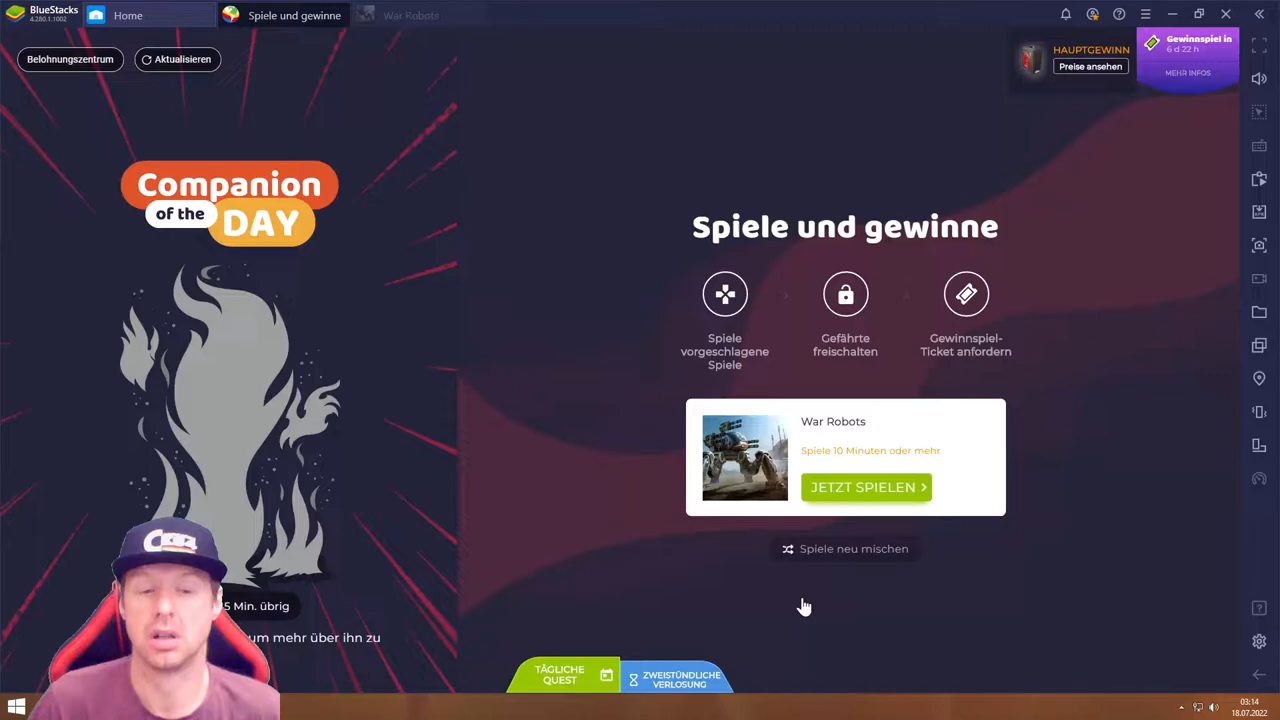 BlueStacks
4.280.1.1002
Home
Spiele und gewinne
War Robots
Belohnungszentrum
Aktualisieren
HAUPTGEWINN
Preise ansehen
Gewinnspiel in
6 d 22 h
MEHR INFOS
Companion
of the
DAY
Spiele und gewinne
Spiele
vorgeschlagene
Spiele
Gefährte
freischalten
Gewinnspiel-
Ticket anfordern
War Robots
Spiele 10 Minuten oder mehr
JETZT SPIELEN
Spiele neu mischen
5 Min. übrig
um mehr über ihn zu
TÄGLICHE
QUEST
ZWEISTÜNDLICHE
VERLOSUNG
03:14
18.07.2022